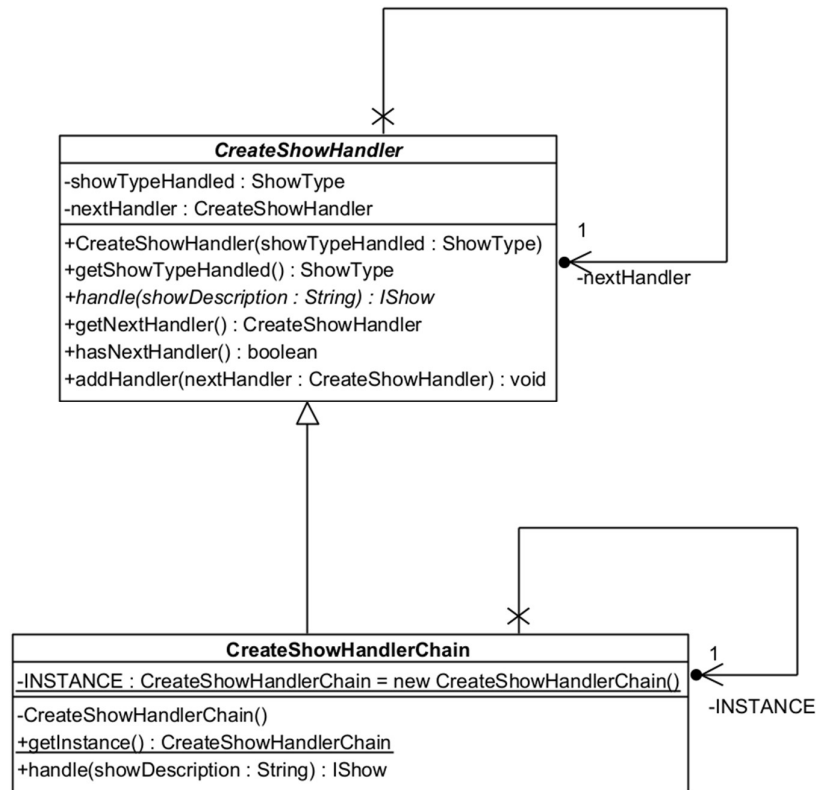 CreateShowHandler
-showTypeHandled : ShowType
-nextHandler : CreateShowHandler
+CreateShowHandler(showTypeHandled : ShowType)
+getShowTypeHandled() : ShowType
+handle(showDescription : String) : IShow
+getNextHandler() : CreateShowHandler
+hasNextHandler() : boolean
+addHandler(nextHandler : CreateShowHandler) : void
1
-nextHandler
CreateShowHandlerChain
-INSTANCE : CreateShowHandlerChain = new CreateShowHandlerChain()
-CreateShowHandlerChain()
+getInstance() : CreateShowHandlerChain
+handle(showDescription : String) : IShow
1
-INSTANCE